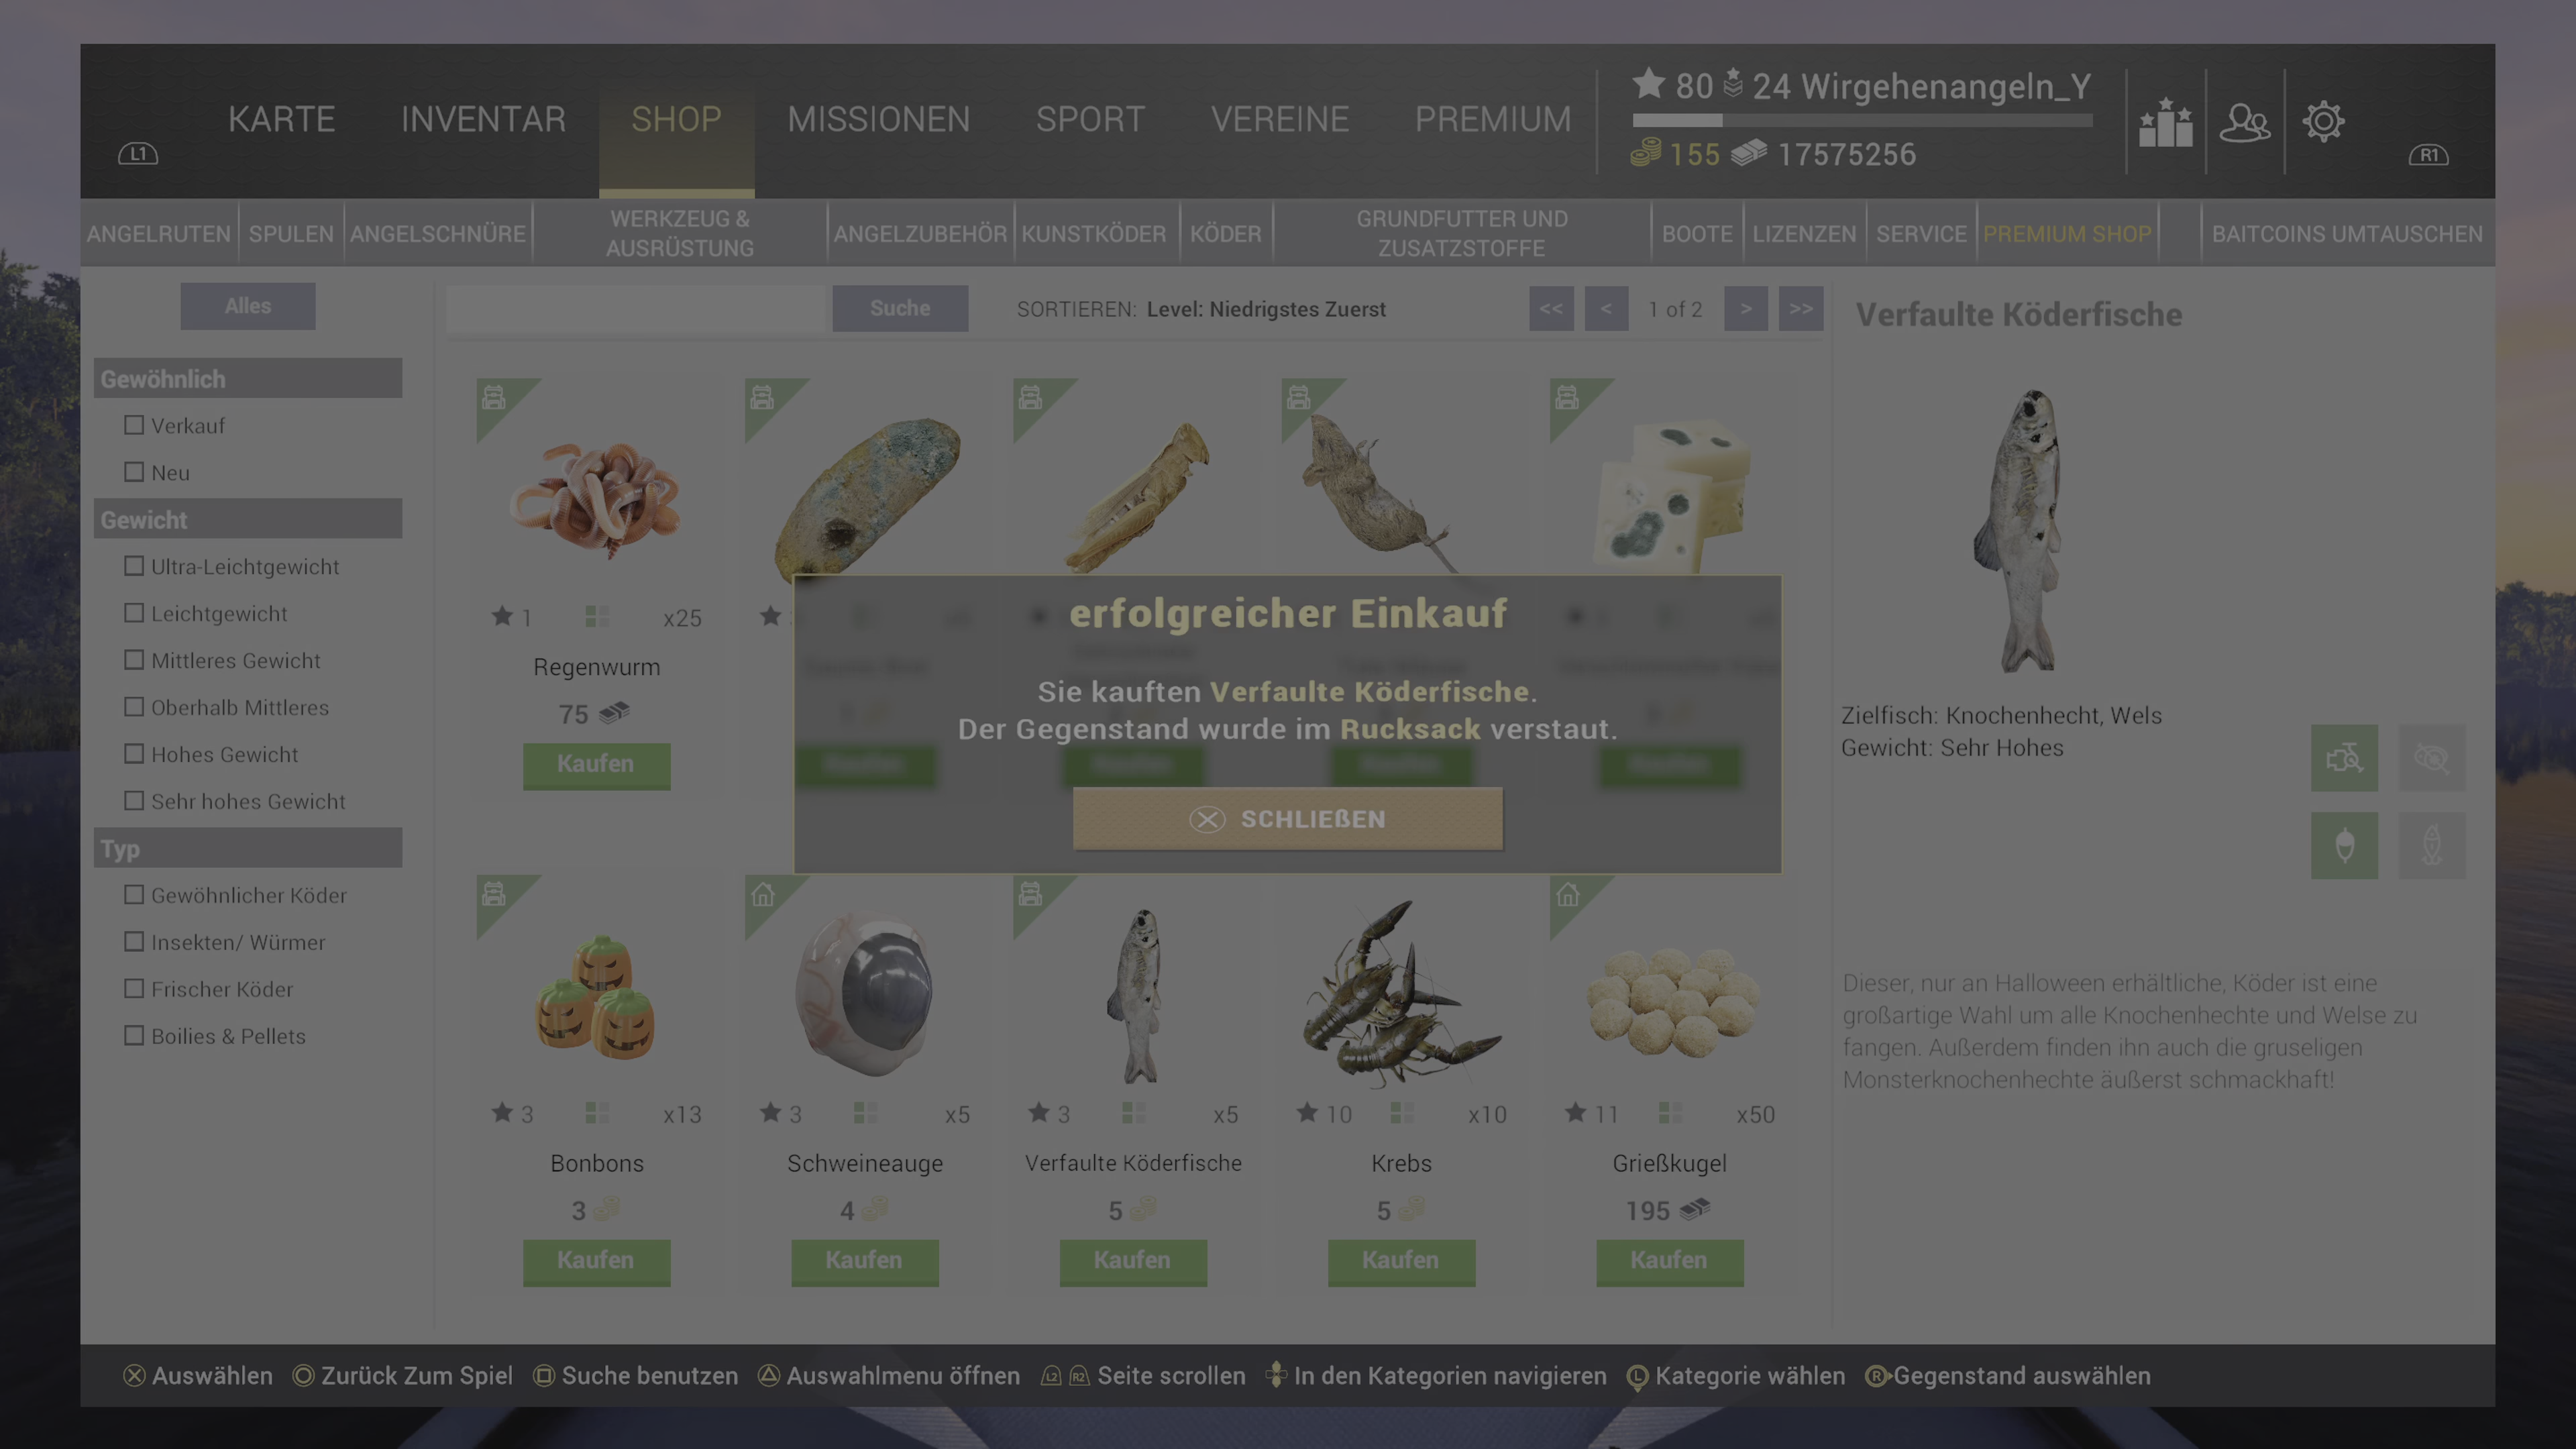 KARTE INVENTAR SHOP MISSIONEN SPORT VEREINE PREMIUM
80 24 Wirgehenangeln_Y
155 17575256
L1 R1
ANGELRUTEN SPULEN ANGELSCHNÜRE WERKZEUG & AUSRÜSTUNG ANGELZUBEHÖR KUNSTKÖDER KÖDER GRUNDFUTTER UND ZUSATZSTOFFE BOOTE LIZENZEN SERVICE PREMIUM SHOP BAITCOINS UMTAUSCHEN
Alles
Suche SORTIEREN: Level: Niedrigstes Zuerst << < 1 of 2 > >>
Gewöhnlich
Verkauf
Neu
Gewicht
Ultra-Leichtgewicht
Leichtgewicht
Mittleres Gewicht
Oberhalb Mittleres
Hohes Gewicht
Sehr hohes Gewicht
Typ
Gewöhnlicher Köder
Insekten/ Würmer
Frischer Köder
Boilies & Pellets
1 x25
Regenwurm
75
Kaufen
erfolgreicher Einkauf
Sie kauften Verfaulte Köderfische.
Der Gegenstand wurde im Rucksack verstaut.
SCHLIEßEN
3 x13
Bonbons
3
Kaufen
3 x5
Schweineauge
4
Kaufen
3 x5
Verfaulte Köderfische
5
Kaufen
10 x10
Krebs
5
Kaufen
11 x50
Grießkugel
195
Kaufen
Verfaulte Köderfische
Zielfisch: Knochenhecht, Wels
Gewicht: Sehr Hohes
Dieser, nur an Halloween erhältliche, Köder ist eine
großartige Wahl um alle Knochenhechte und Welse zu
fangen. Außerdem finden ihn auch die gruseligen
Monsterknochenhechte äußerst schmackhaft!
Auswählen Zurück Zum Spiel Suche benutzen Auswahlmenu öffnen L2 R2 Seite scrollen In den Kategorien navigieren L Kategorie wählen R Gegenstand auswählen